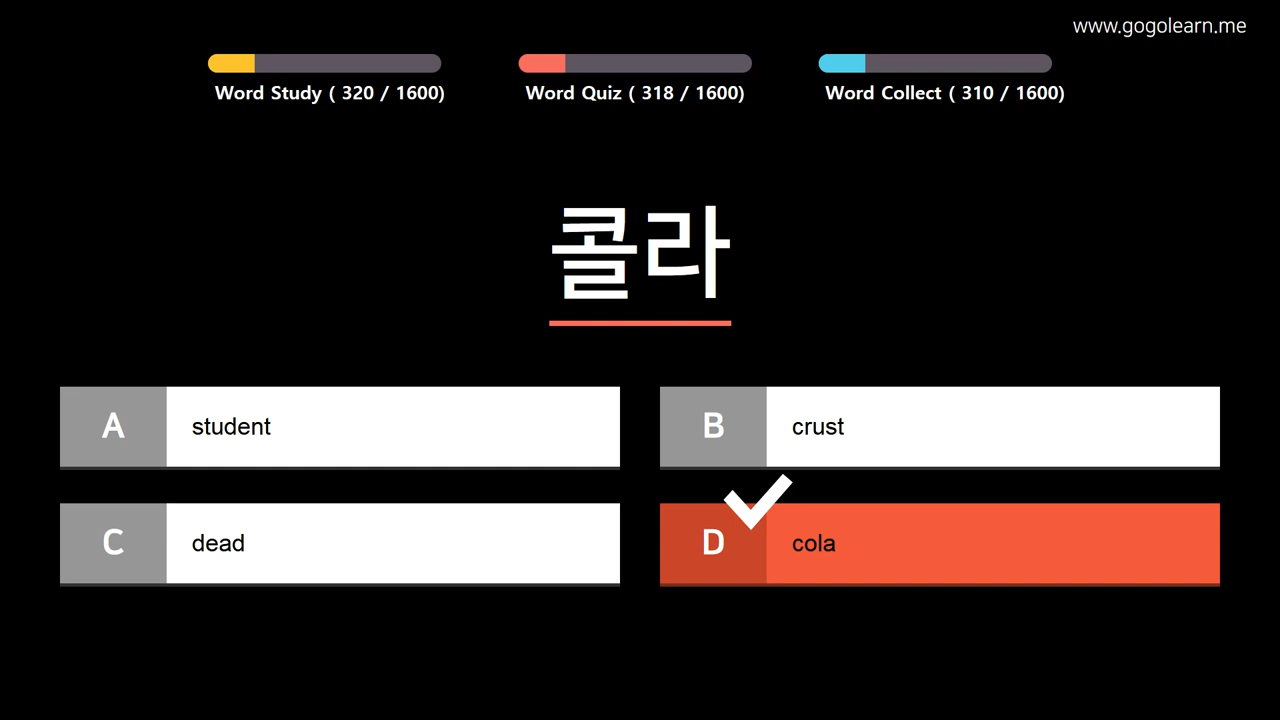 www.gogolearn.me
Word Study ( 320 / 1600)
Word Quiz ( 318 / 1600)
Word Collect ( 310 / 1600)
콜라
A
student
B
crust
C
dead
D
cola